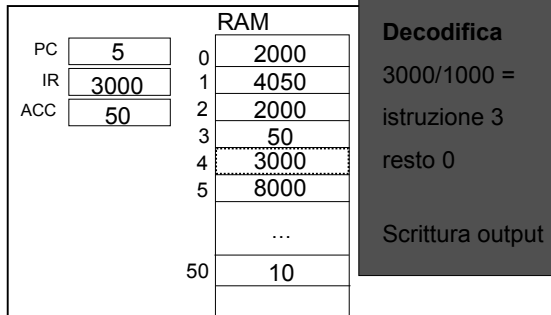 RAM
PC 5
IR 3000
ACC 50
0 2000
1 4050
2 2000
3 50
4 3000
5 8000
...
50 10
Decodifica
3000/1000 =
istruzione 3
resto 0
Scrittura output